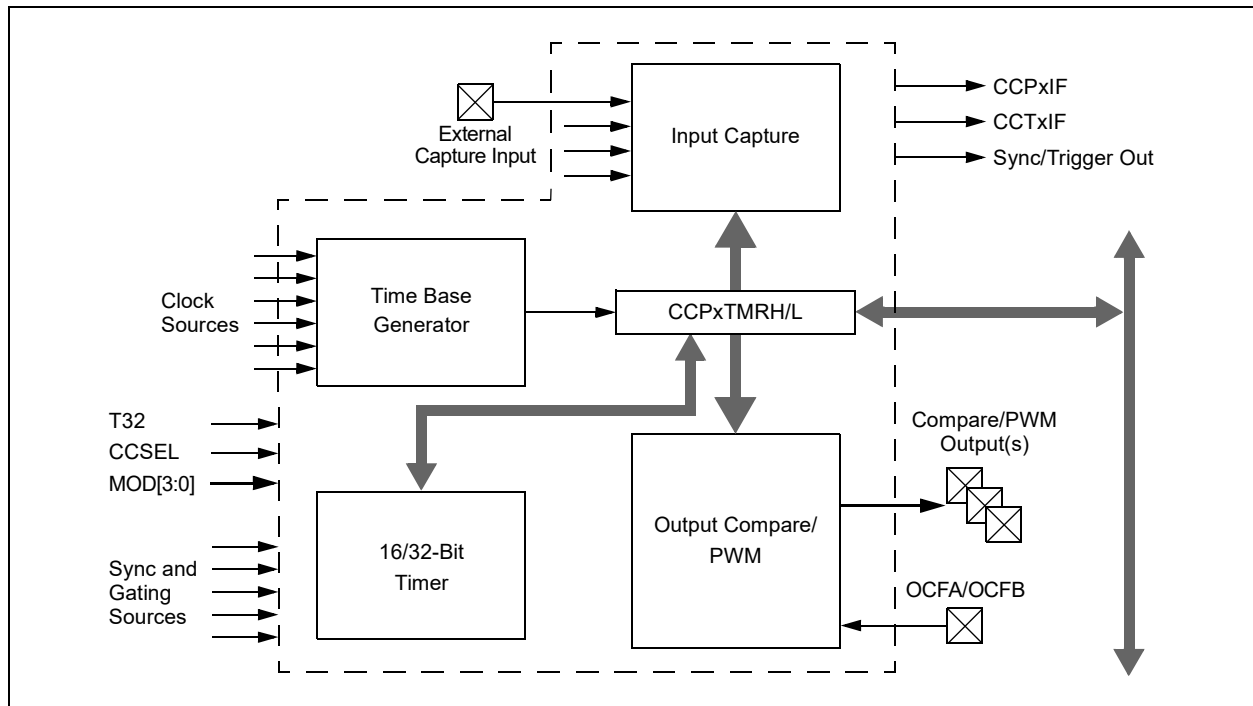 External
Capture Input
Input Capture
CCPxIF
CCTxIF
Sync/Trigger Out
Clock
Sources
Time Base
Generator
CCPxTMRH/L
T32
CCSEL
MOD[3:0]
Sync and
Gating
Sources
16/32-Bit
Timer
Output Compare/
PWM
Compare/PWM
Output(s)
OCFA/OCFB